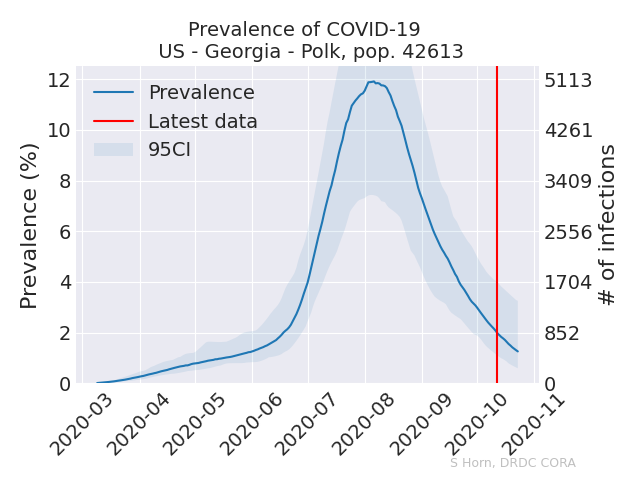 Prevalence of COVID-19
US - Georgia - Polk, pop. 42613
Prevalence
Latest data
95CI
Prevalence (%)
12
10
8
6
4
2
0
5113
4261
3409
2556
1704
852
0
# of infections
2020-03
2020-04
2020-05
2020-06
2020-07
2020-08
2020-09
2020-10
2020-11
S Horn, DRDC CORA